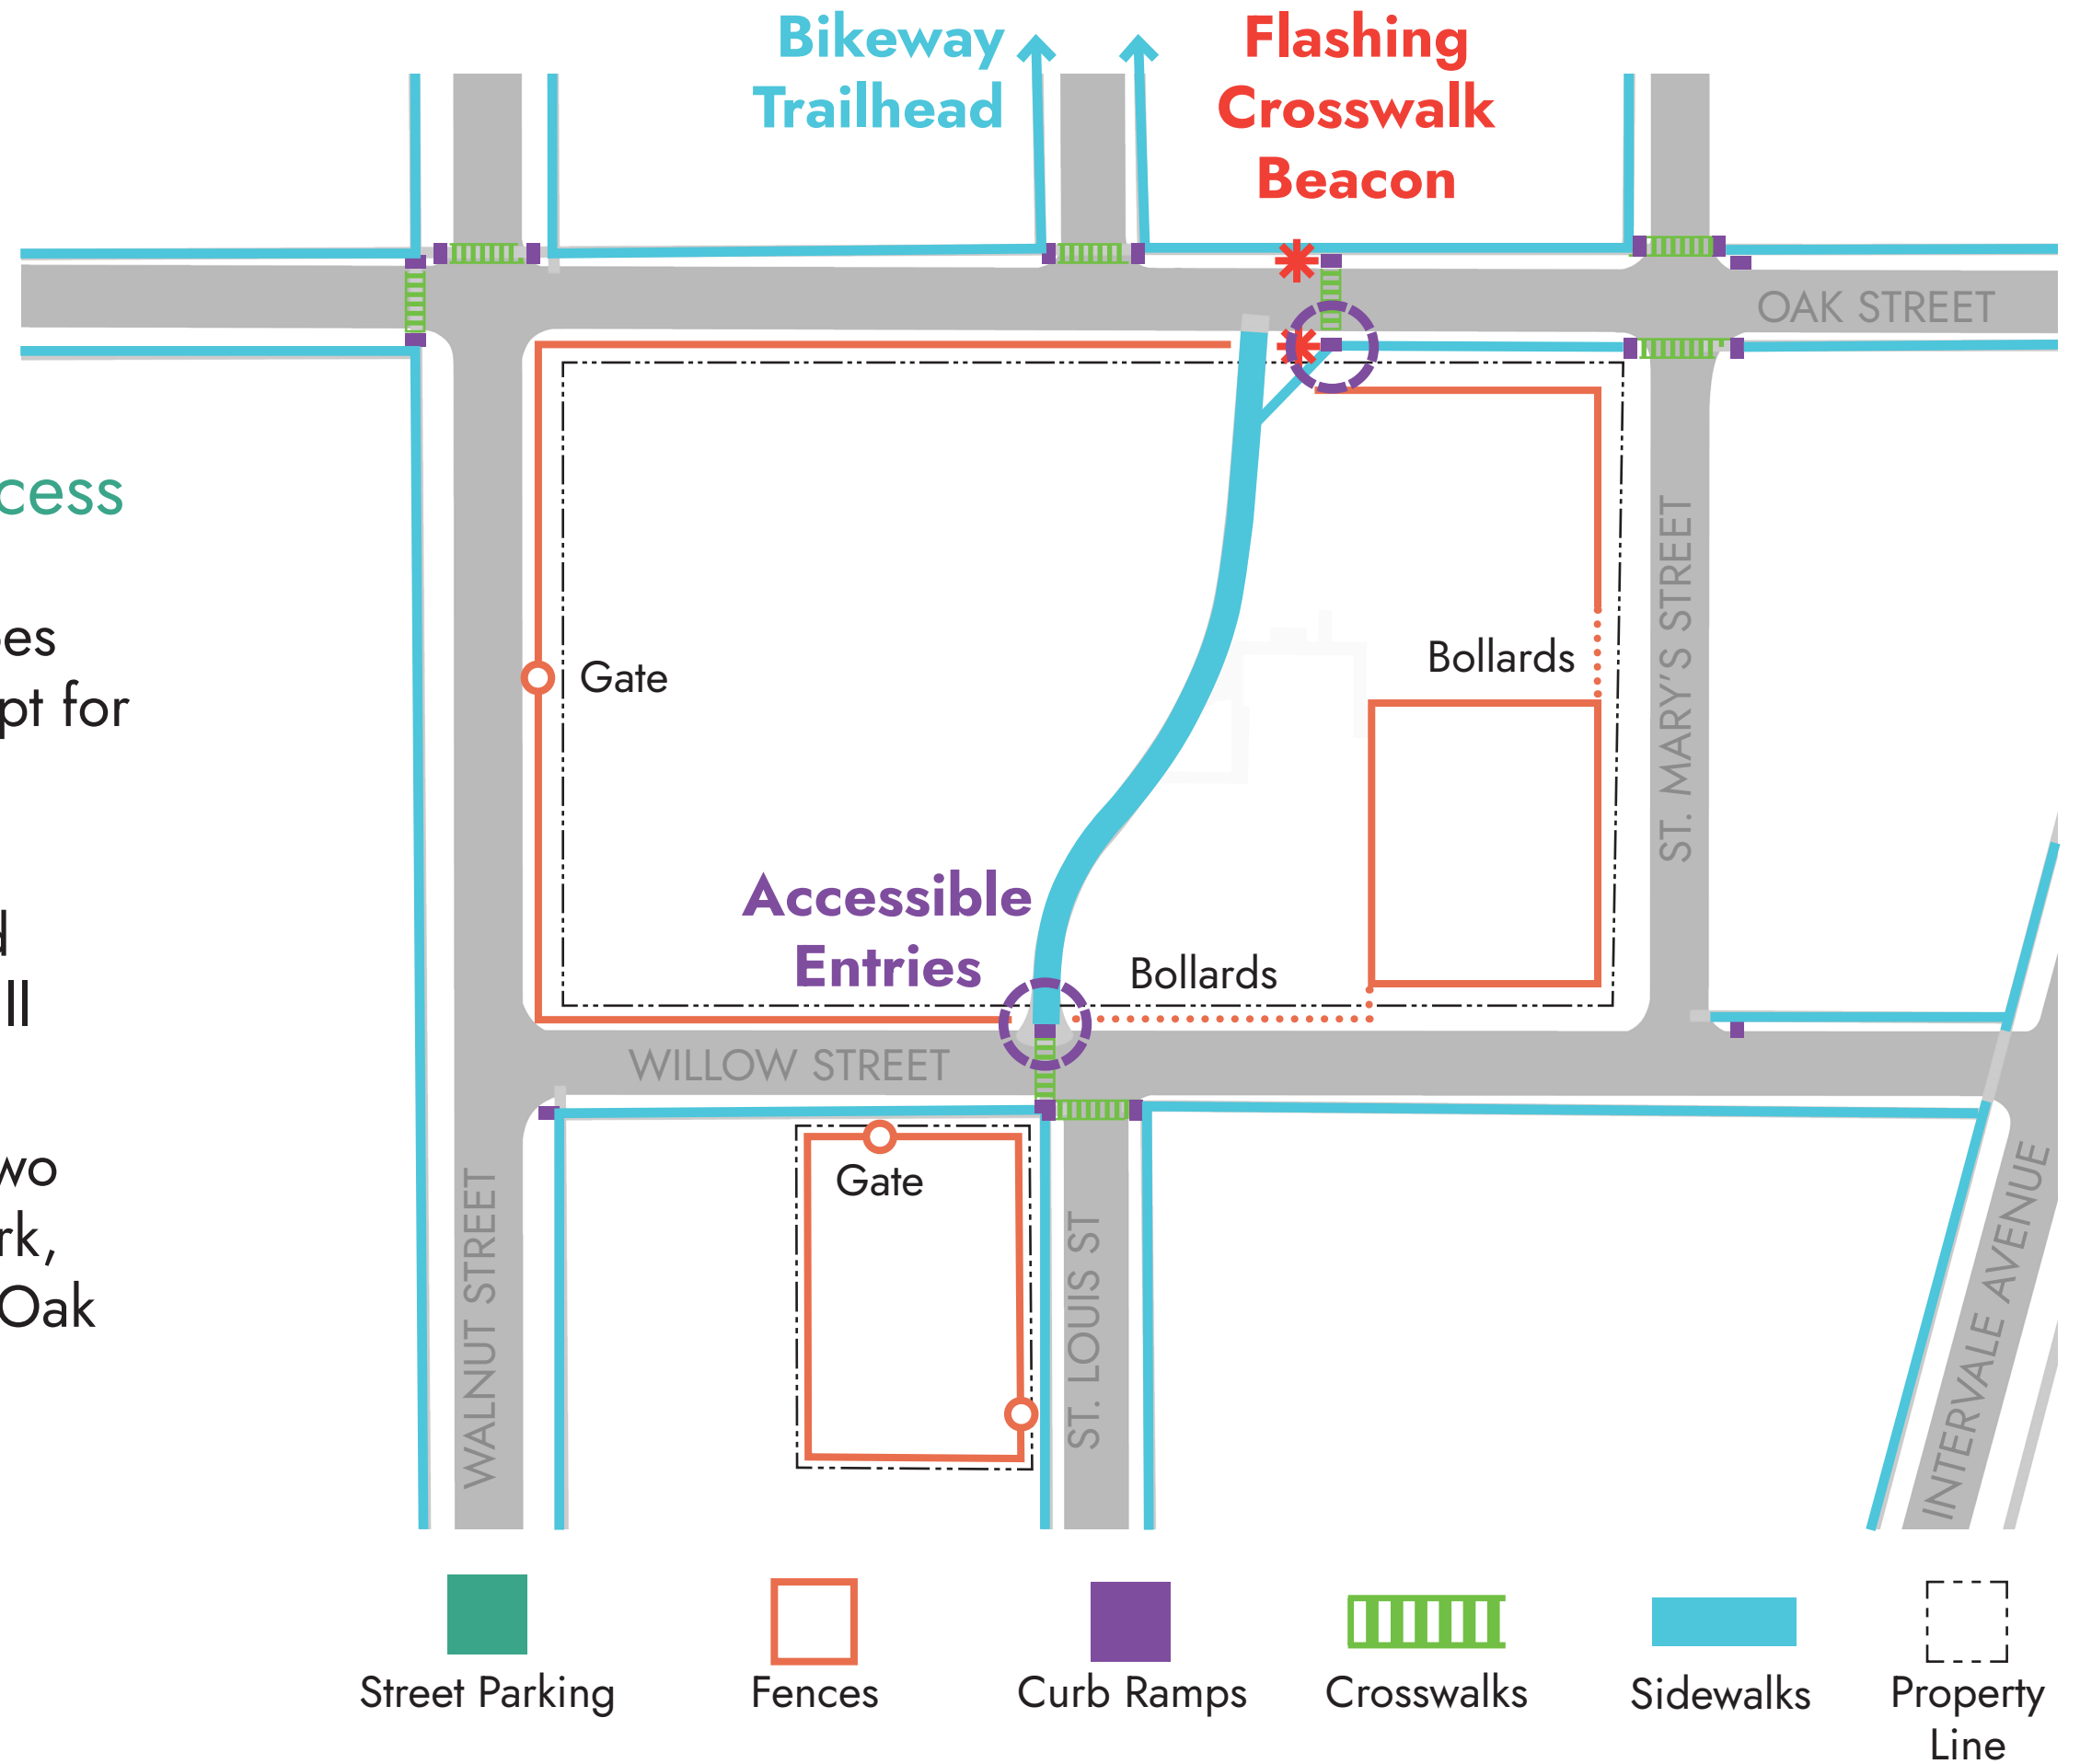 Bikeway
Trailhead
Flashing
Crosswalk
Beacon
OAK STREET
cess
es
pt for
ll
wo
rk,
Oak
Gate
Bollards
ST. MARY'S STREET
Accessible
Entries
Bollards
WILLOW STREET
Gate
WALNUT STREET
ST. LOUIS ST
INTERVALE AVENUE
Street Parking
Fences
Curb Ramps
Crosswalks
Sidewalks
Property
Line